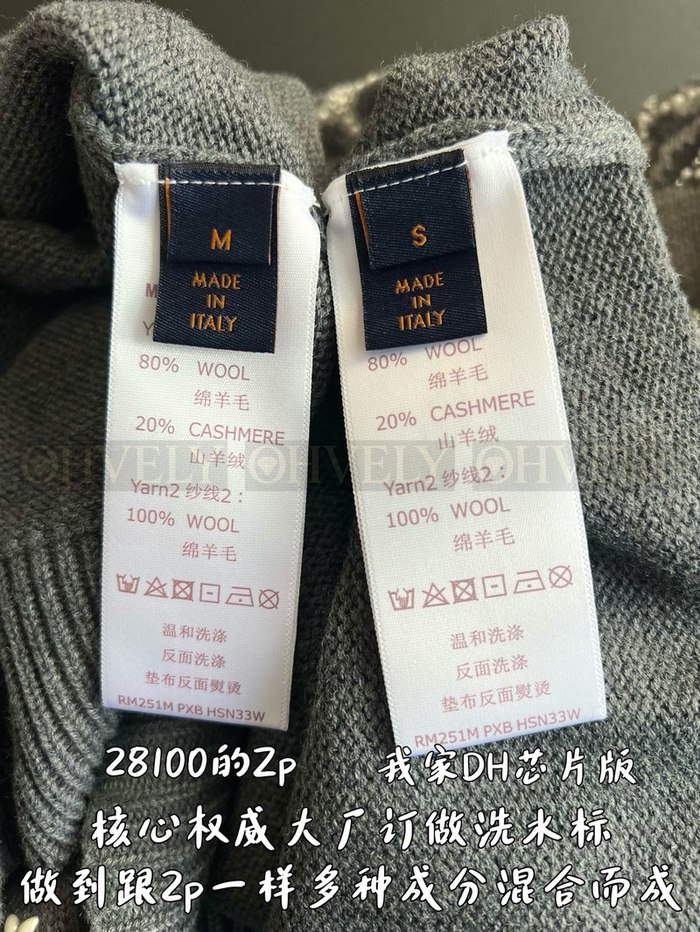 M
MADE
IN
ITALY
80% WOOL
绵羊毛
20% CASHMERE
山羊绒
Yarn2 纱线2：
100% WOOL
绵羊毛
温和洗涤
反面洗涤
垫布反面熨烫
RM251M PXB HSN33W
S
MADE
IN
ITALY
80% WOOL
绵羊毛
20% CASHMERE
山羊绒
Yarn2 纱线2：
100% WOOL
绵羊毛
温和洗涤
反面洗涤
垫布反面熨烫
RM251M PXB HSN33W
OHVELY OHVELY OHVELY
28100的Zp 我家DH芯片版
核心权威大厂订做洗水标
做到跟Zp一样多种成分混合而成